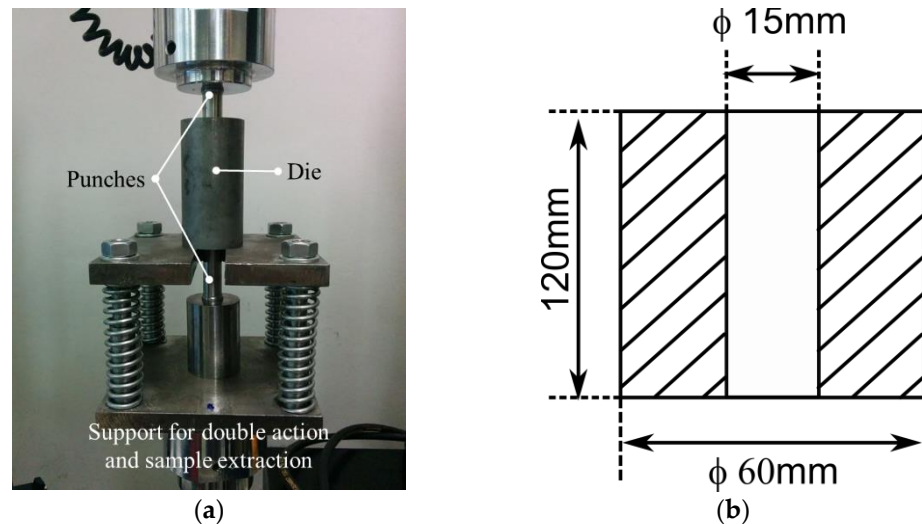 Punches
Die
Support for double action
and sample extraction
(a)
ϕ 15mm
120mm
ϕ 60mm
(b)